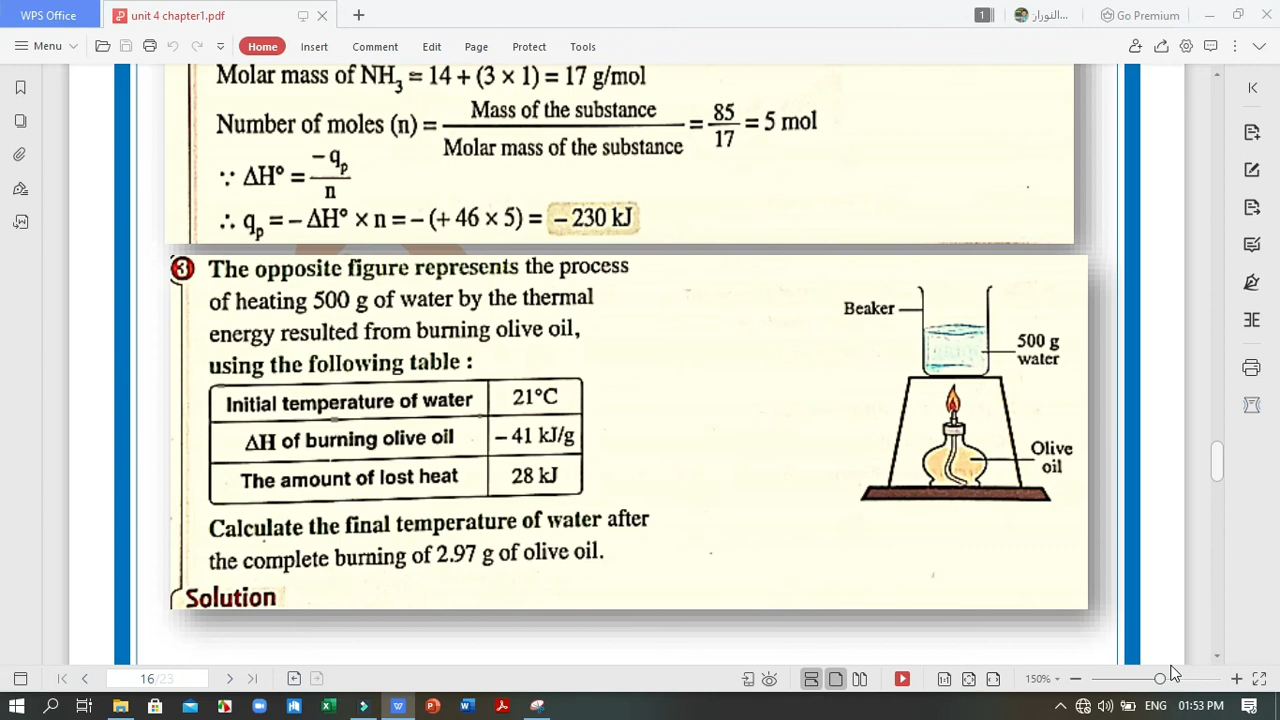 WPS Office
unit 4 chapter1.pdf
1
النورار...
Go Premium
Menu
Home
Insert
Comment
Edit
Page
Protect
Tools
Molar mass of NH₃ = 14 + (3 × 1) = 17 g/mol
Number of moles (n) = Mass of the substance / Molar mass of the substance = 85 / 17 = 5 mol
∵ ΔH° = −qₚ / n
∴ qₚ = − ΔH° × n = − (+ 46 × 5) = − 230 kJ
3 The opposite figure represents the process
of heating 500 g of water by the thermal
energy resulted from burning olive oil,
using the following table :
Initial temperature of water 21°C
ΔH of burning olive oil − 41 kJ/g
The amount of lost heat 28 kJ
Calculate the final temperature of water after
the complete burning of 2.97 g of olive oil.
Solution
Beaker
500 g
water
Olive
oil
16/23
150%
ENG
01:53 PM